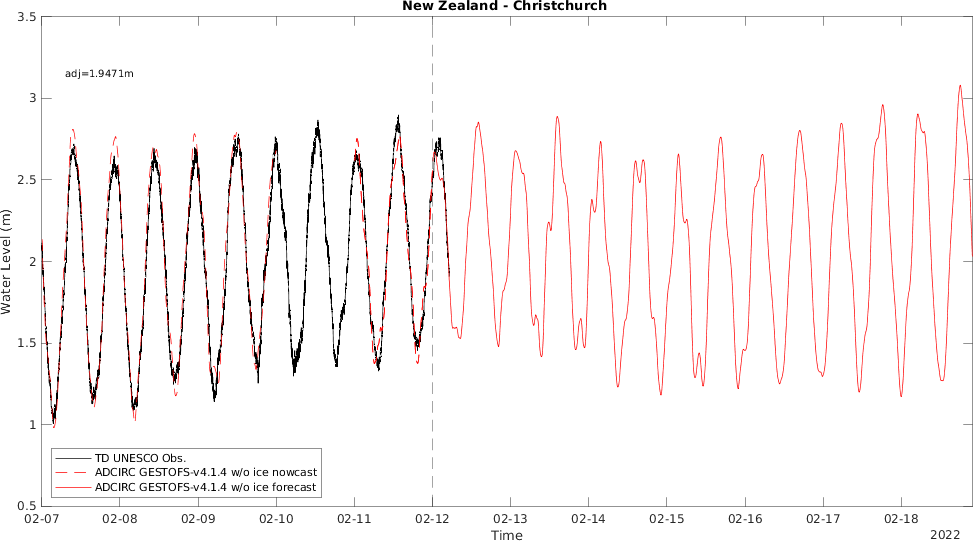 New Zealand - Christchurch
3.5
3
2.5
2
1.5
1
0.5
Water Level (m)
adj=1.9471m
TD UNESCO Obs.
ADCIRC GESTOFS-v4.1.4 w/o ice nowcast
ADCIRC GESTOFS-v4.1.4 w/o ice forecast
02-07 02-08 02-09 02-10 02-11 02-12 02-13 02-14 02-15 02-16 02-17 02-18
Time
2022